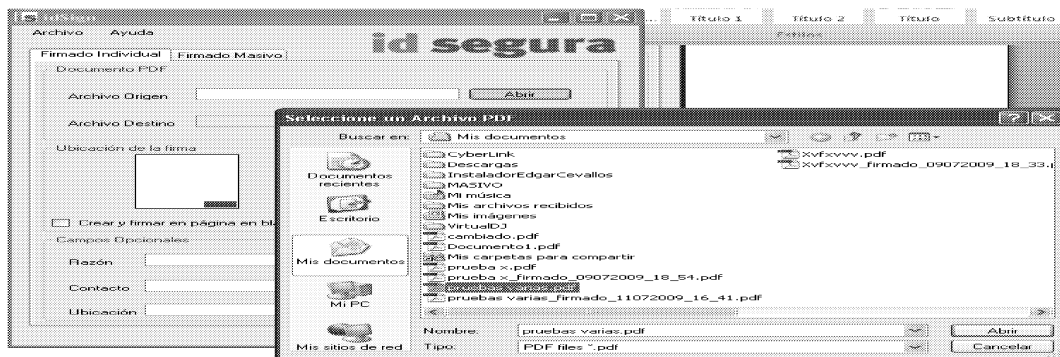 idSign
Archivo Ayuda
id segura
Firmado Individual Firmado Masivo
Documento PDF
Archivo Origen Abrir
Archivo Destino
Ubicación de la firma
Crear y firmar en página en bl
Campos Opcionales
Razón
Contacto
Ubicación
... Título 1 Título 2 Título Subtítulo
Estilos
Seleccione un Archivo PDF
Buscar en: Mis documentos
Documentos recientes
Escritorio
Mis documentos
Mi PC
Mis sitios de red
CyberLink
Descargas
InstaladorEdgarCevallos
MASIVO
Mi música
Mis archivos recibidos
Mis imágenes
VirtualDJ
cambiado.pdf
Documento1.pdf
Mis carpetas para compartir
prueba x.pdf
prueba x_firmado_09072009_18_54.pdf
pruebas varias.pdf
pruebas varias_firmado_11072009_16_41.pdf
Xvfxvvv.pdf
Xvfxvvv_firmado_09072009_18_33.p
Nombre: pruebas varias.pdf Abrir
Tipo: PDF files *.pdf Cancelar